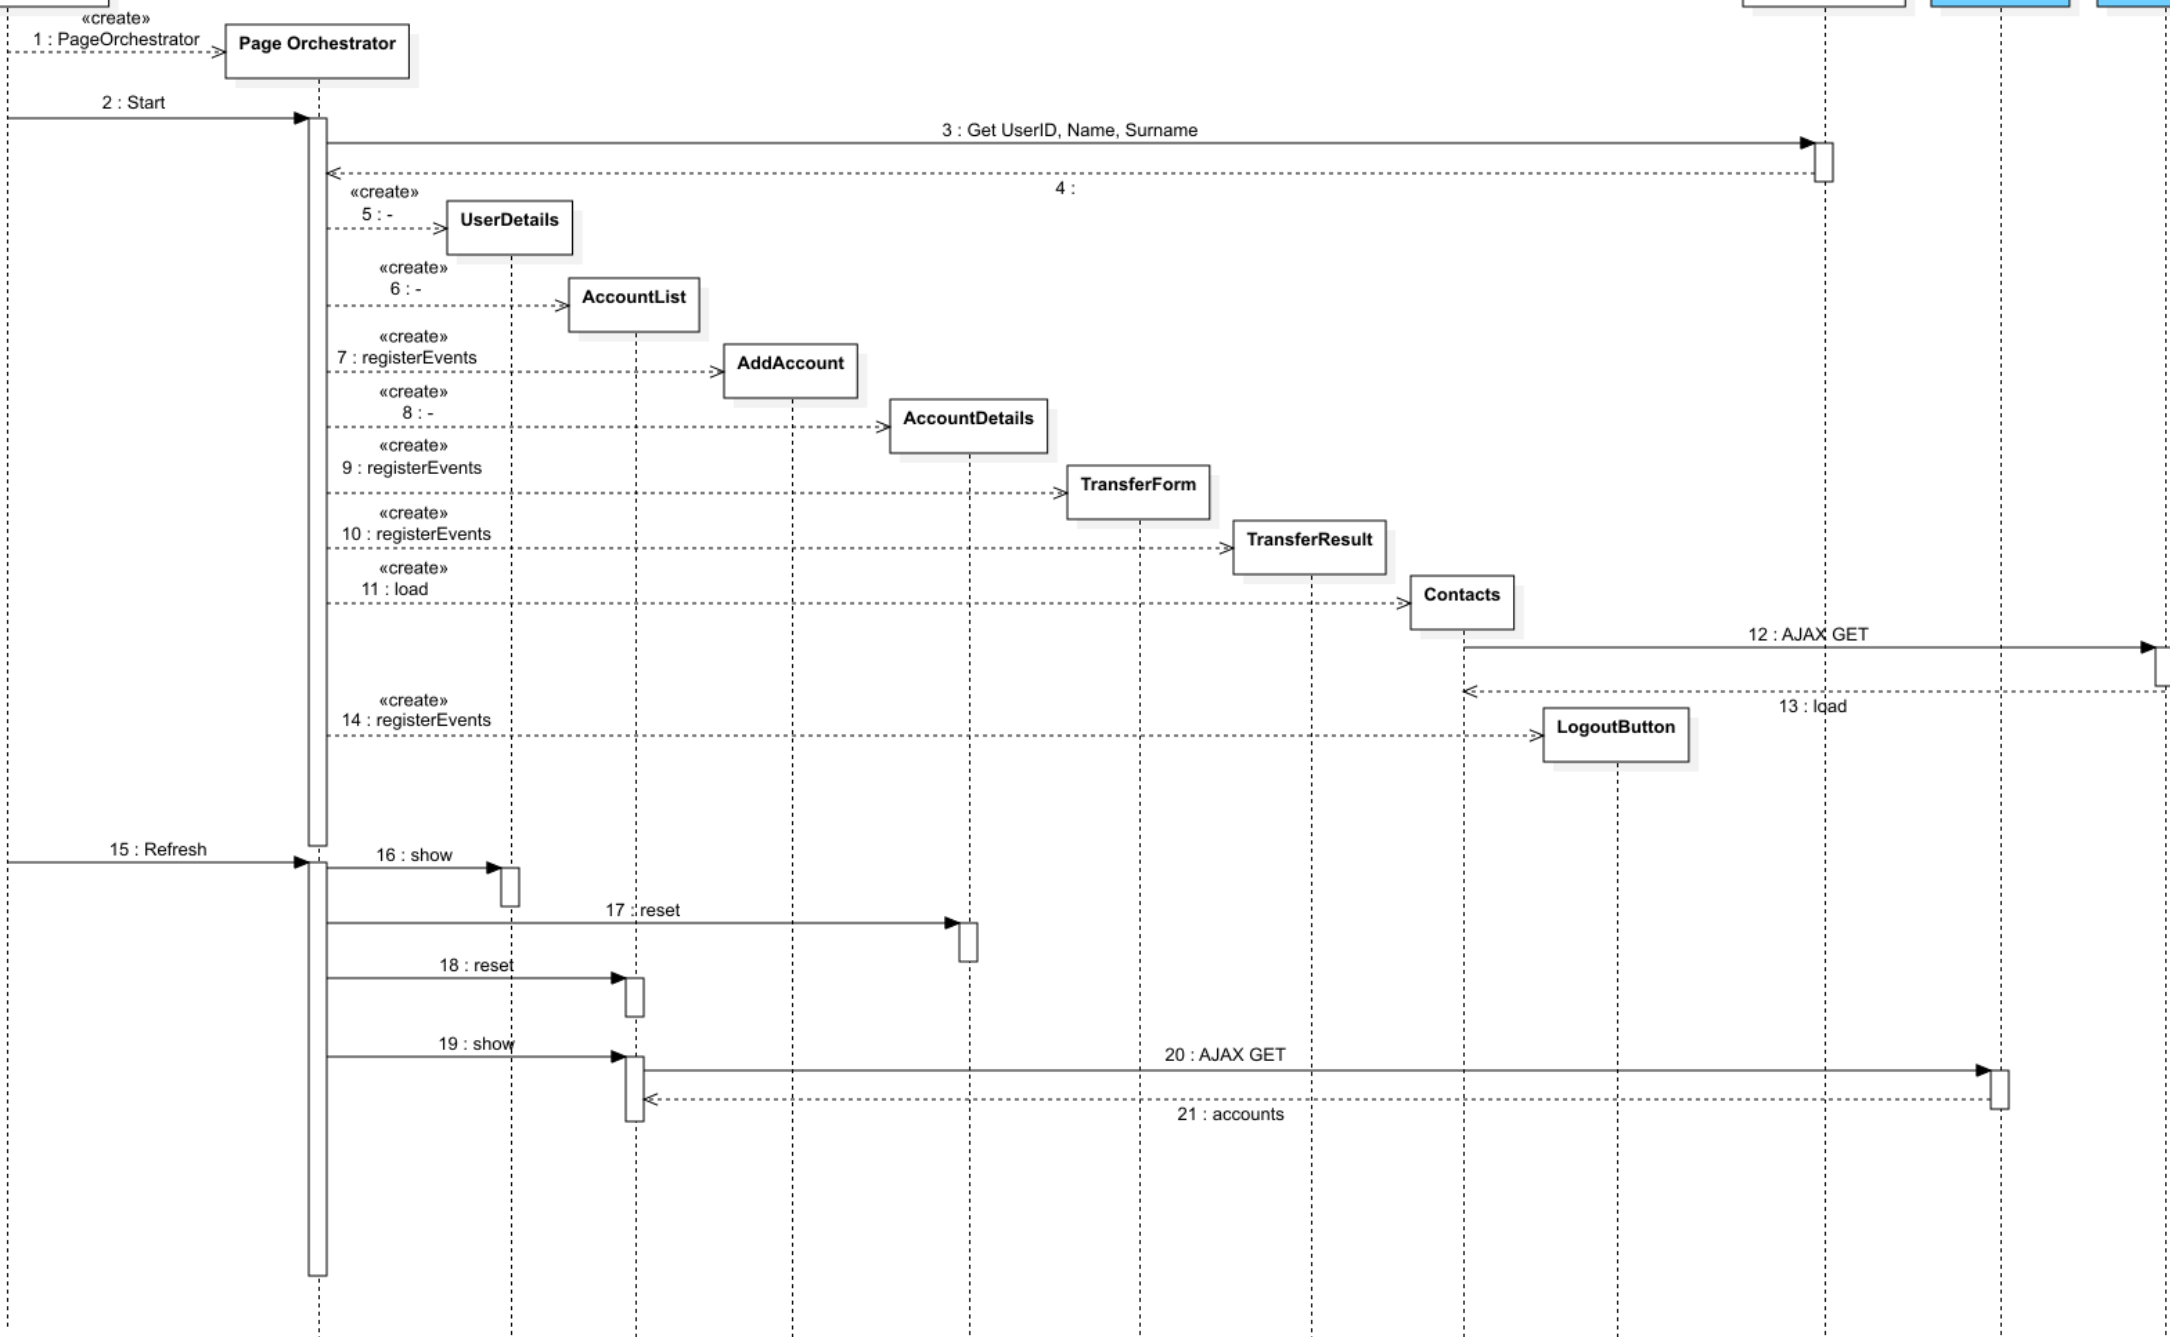 «create»
1 : PageOrchestrator
Page Orchestrator
2 : Start
3 : Get UserID, Name, Surname
4 :
«create»
5 : -
UserDetails
«create»
6 : -
AccountList
«create»
7 : registerEvents
AddAccount
«create»
8 : -
AccountDetails
«create»
9 : registerEvents
TransferForm
«create»
10 : registerEvents
TransferResult
«create»
11 : load
Contacts
12 : AJAX GET
13 : load
«create»
14 : registerEvents
LogoutButton
15 : Refresh
16 : show
17 : reset
18 : reset
19 : show
20 : AJAX GET
21 : accounts